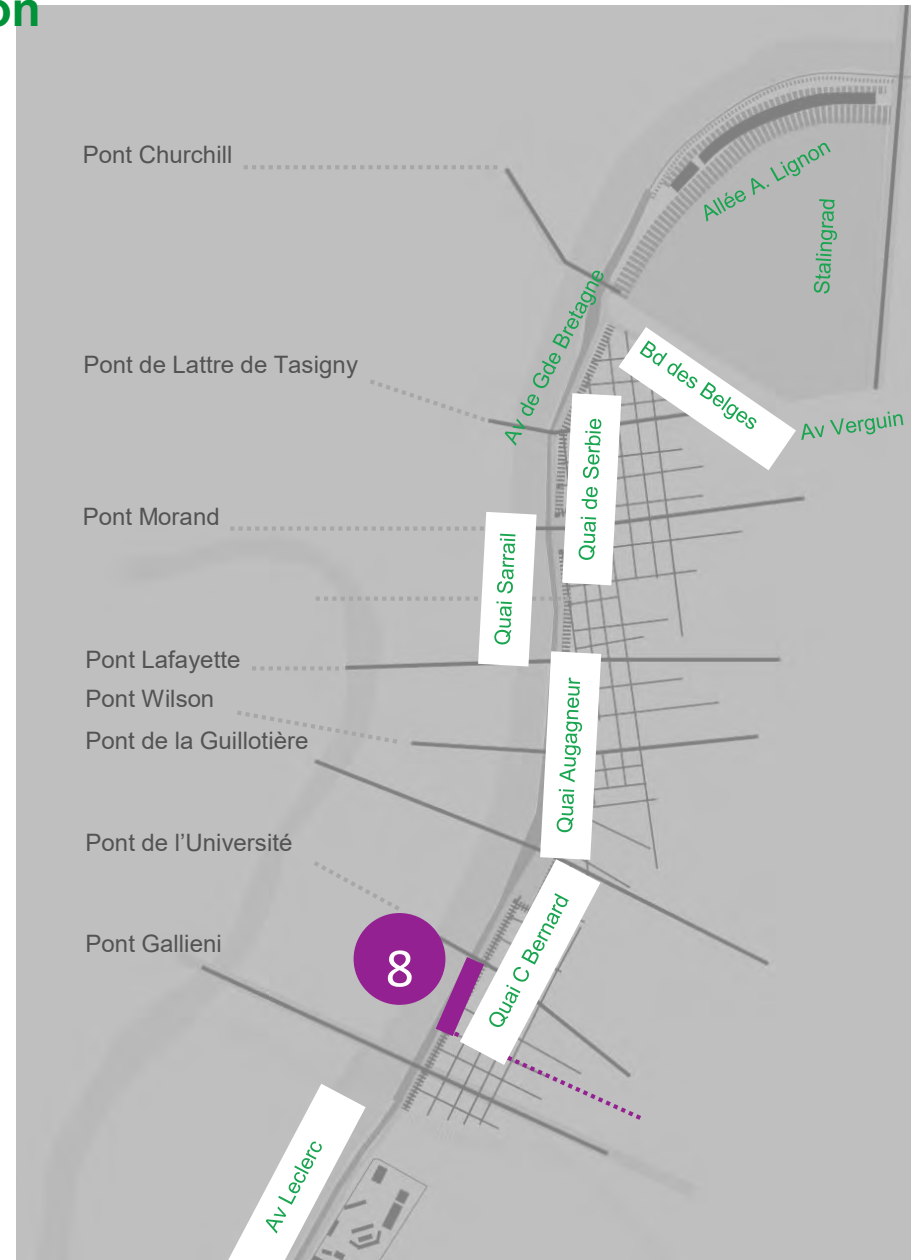 on
Pont Churchill
Allée A. Lignon
Stalingrad
Av de Gde Bretagne
Pont de Lattre de Tasigny
Bd des Belges
Av Verguin
Quai de Serbie
Pont Morand
Quai Sarrail
Pont Lafayette
Pont Wilson
Pont de la Guillotière
Quai Augagneur
Pont de l’Université
Pont Gallieni
8
Quai C Bernard
Av Leclerc